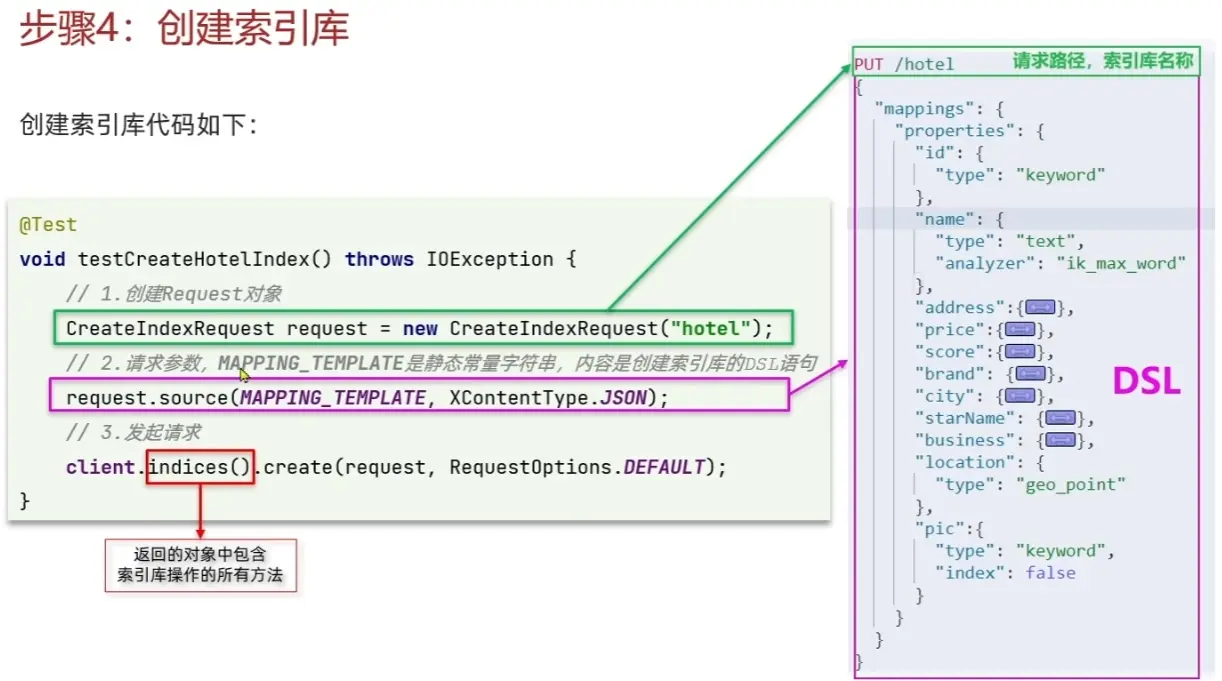 步骤4：创建索引库
创建索引库代码如下：
@Test
void testCreateHotelIndex() throws IOException {
// 1.创建Request对象
CreateIndexRequest request = new CreateIndexRequest("hotel");
// 2.请求参数，MAPPING_TEMPLATE是静态常量字符串，内容是创建索引库的DSL语句
request.source(MAPPING_TEMPLATE, XContentType.JSON);
// 3.发起请求
client.indices().create(request, RequestOptions.DEFAULT);
}
返回的对象中包含
索引库操作的所有方法
PUT /hotel 请求路径，索引库名称
{
"mappings": {
"properties": {
"id": {
"type": "keyword"
},
"name": {
"type": "text",
"analyzer": "ik_max_word"
},
"address":{},
"price":{},
"score":{},
"brand": {},
"city": {},
"starName": {},
"business": {},
"location": {
"type": "geo_point"
},
"pic":{
"type": "keyword",
"index": false
}
}
}
}
DSL